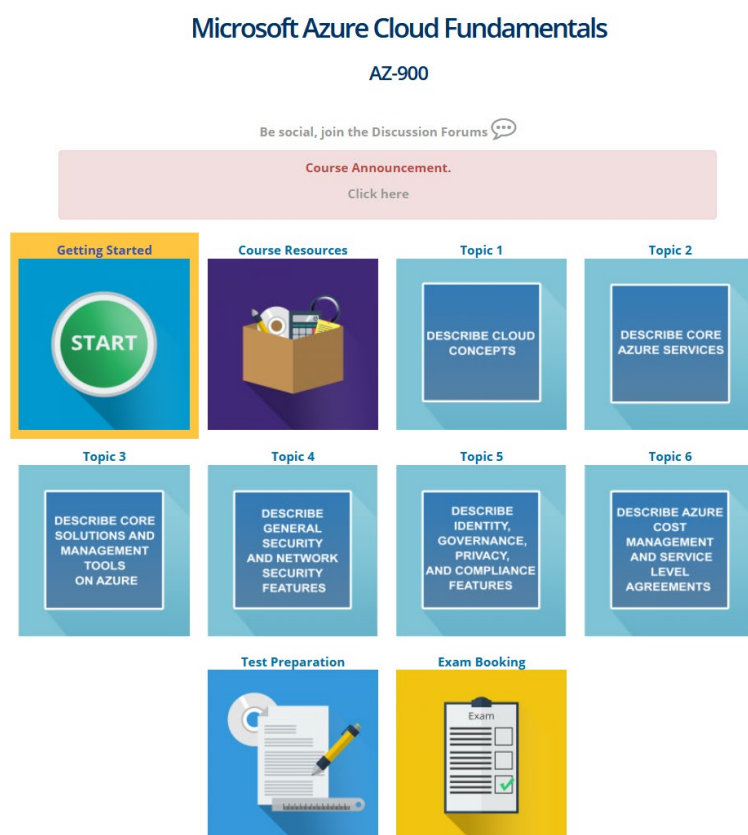 Microsoft Azure Cloud Fundamentals
AZ-900
Be social, join the Discussion Forums
Course Announcement.
Click here
Getting Started
START
Course Resources
Topic 1
DESCRIBE CLOUD
CONCEPTS
Topic 2
DESCRIBE CORE
AZURE SERVICES
Topic 3
DESCRIBE CORE
SOLUTIONS AND
MANAGEMENT
TOOLS
ON AZURE
Topic 4
DESCRIBE
GENERAL
SECURITY
AND NETWORK
SECURITY
FEATURES
Topic 5
DESCRIBE
IDENTITY,
GOVERNANCE,
PRIVACY,
AND COMPLIANCE
FEATURES
Topic 6
DESCRIBE AZURE
COST
MANAGEMENT
AND SERVICE
LEVEL
AGREEMENTS
Test Preparation
Exam Booking
Exam